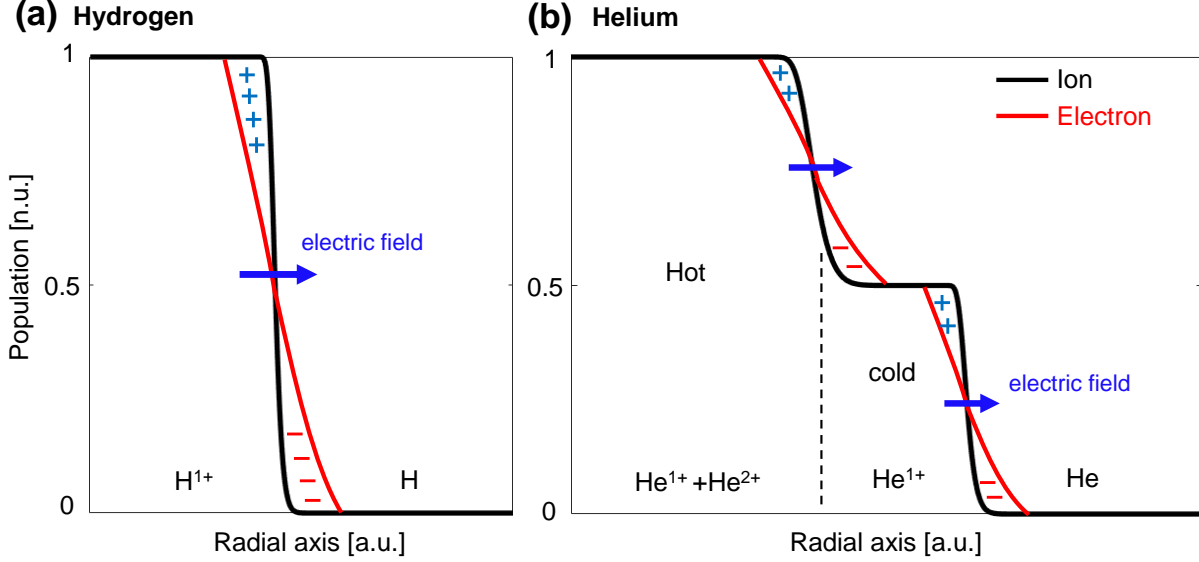 (a) Hydrogen
1
0.5
0
Population [n.u.]
++++
electric field
----
H¹⁺
H
Radial axis [a.u.]
(b) Helium
1
0.5
0
Ion
Electron
++
--
Hot
++
cold
electric field
--
He¹⁺+He²⁺
He¹⁺
He
Radial axis [a.u.]